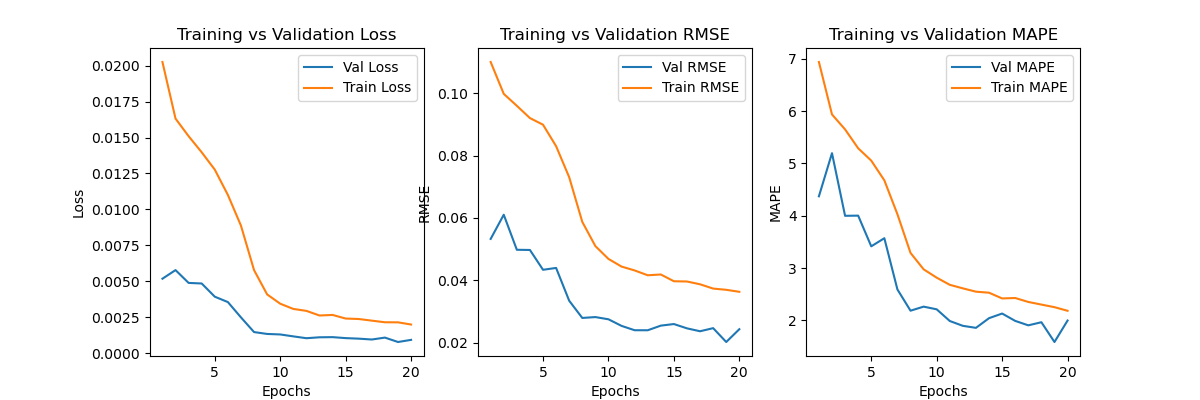 Training vs Validation Loss
Val Loss
Train Loss
0.0200
0.0175
0.0150
0.0125
0.0100
0.0075
0.0050
0.0025
0.0000
Loss
5
10
15
20
Epochs
Training vs Validation RMSE
Val RMSE
Train RMSE
0.10
0.08
0.06
0.04
0.02
RMSE
5
10
15
20
Epochs
Training vs Validation MAPE
Val MAPE
Train MAPE
7
6
5
4
3
2
MAPE
5
10
15
20
Epochs